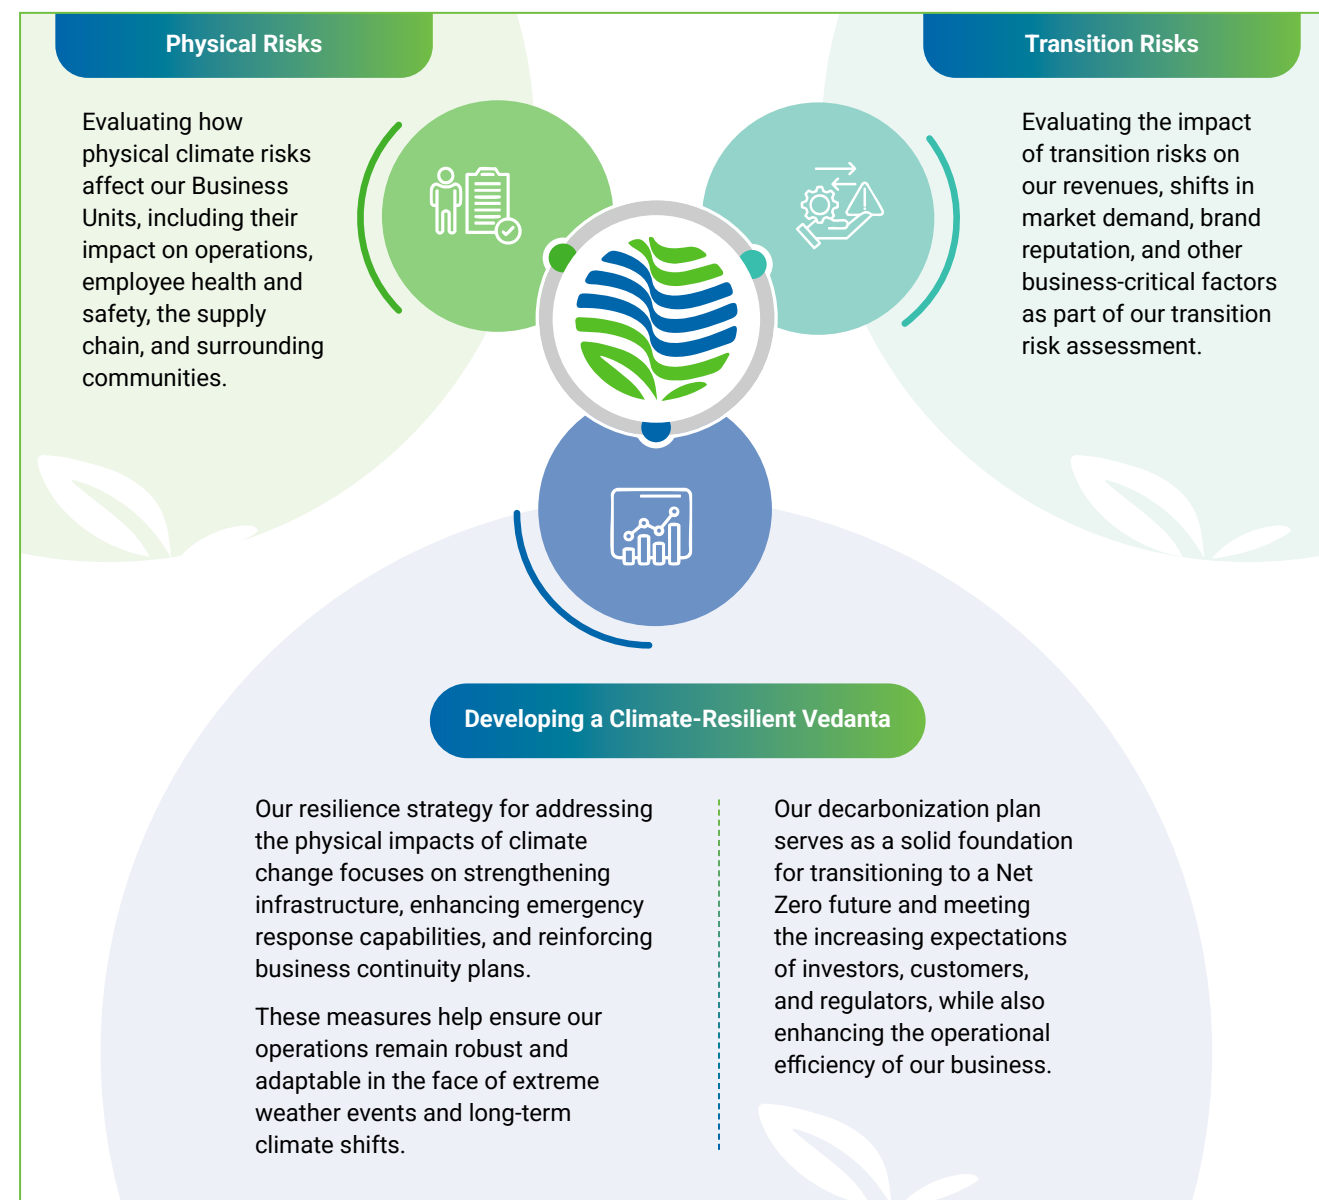 Physical Risks
Evaluating how
physical climate risks
affect our Business
Units, including their
impact on operations,
employee health and
safety, the supply
chain, and surrounding
communities.
Transition Risks
Evaluating the impact
of transition risks on
our revenues, shifts in
market demand, brand
reputation, and other
business-critical factors
as part of our transition
risk assessment.
Developing a Climate-Resilient Vedanta
Our resilience strategy for addressing
the physical impacts of climate
change focuses on strengthening
infrastructure, enhancing emergency
response capabilities, and reinforcing
business continuity plans.
These measures help ensure our
operations remain robust and
adaptable in the face of extreme
weather events and long-term
climate shifts.
Our decarbonization plan
serves as a solid foundation
for transitioning to a Net
Zero future and meeting
the increasing expectations
of investors, customers,
and regulators, while also
enhancing the operational
efficiency of our business.